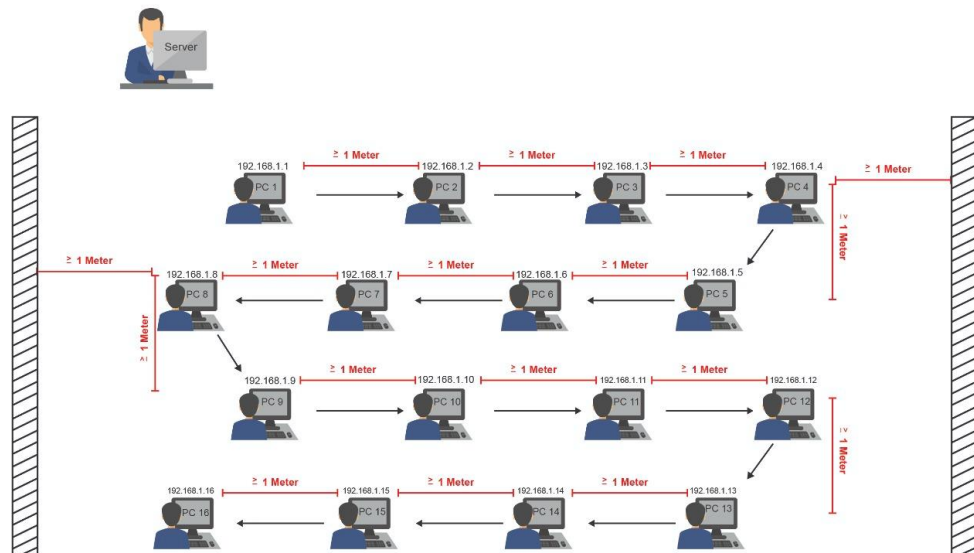 Server
≥ 1 Meter ≥ 1 Meter ≥ 1 Meter
192.168.1.1 192.168.1.2 192.168.1.3 192.168.1.4
≥ 1 Meter
PC 1 PC 2 PC 3 PC 4
≥ 1 Meter
≥ 1 Meter ≥ 1 Meter ≥ 1 Meter ≥ 1 Meter
192.168.1.8 192.168.1.7 192.168.1.6 192.168.1.5
PC 8 PC 7 PC 6 PC 5
≥ 1 Meter
≥ 1 Meter ≥ 1 Meter ≥ 1 Meter
192.168.1.9 192.168.1.10 192.168.1.11 192.168.1.12
PC 9 PC 10 PC 11 PC 12
≥ 1 Meter
≥ 1 Meter ≥ 1 Meter ≥ 1 Meter
192.168.1.16 192.168.1.15 192.168.1.14 192.168.1.13
PC 16 PC 15 PC 14 PC 13